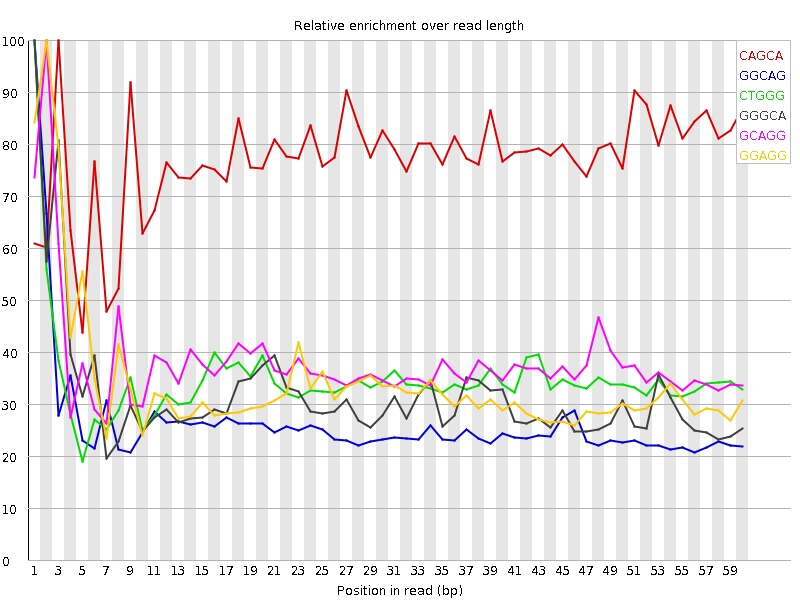 Relative enrichment over read length
100
90
80
70
60
50
40
30
20
10
0
CAGCA
GGCAG
CTGGG
GGGCA
GCAGG
GGAGG
1 3 5 7 9 11 13 15 17 19 21 23 25 27 29 31 33 35 37 39 41 43 45 47 49 51 53 55 57 59
Position in read (bp)